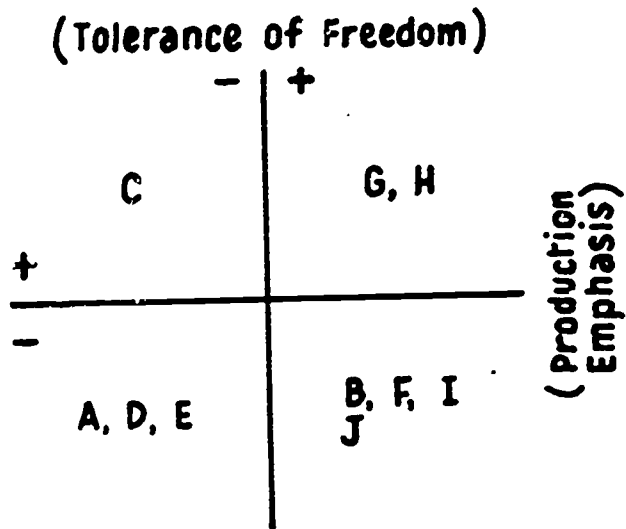 (Tolerance of Freedom)
- +
C
G, H
+
-
A, D, E
B, F, I
J
(Production
Emphasis)